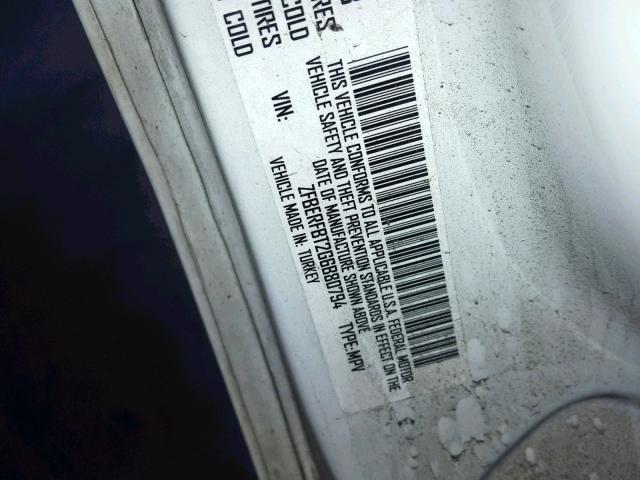 TIRES
COLD
TIRES
COLD
THIS VEHICLE CONFORMS TO ALL APPLICABLE U.S.A. FEDERAL MOTOR
VEHICLE SAFETY AND THEFT PREVENTION STANDARDS IN EFFECT ON THE
DATE OF MANUFACTURE SHOWN ABOVE
VIN: ZFBERFBT2G6B80794 TYPE:MPV
VEHICLE MADE IN: TURKEY